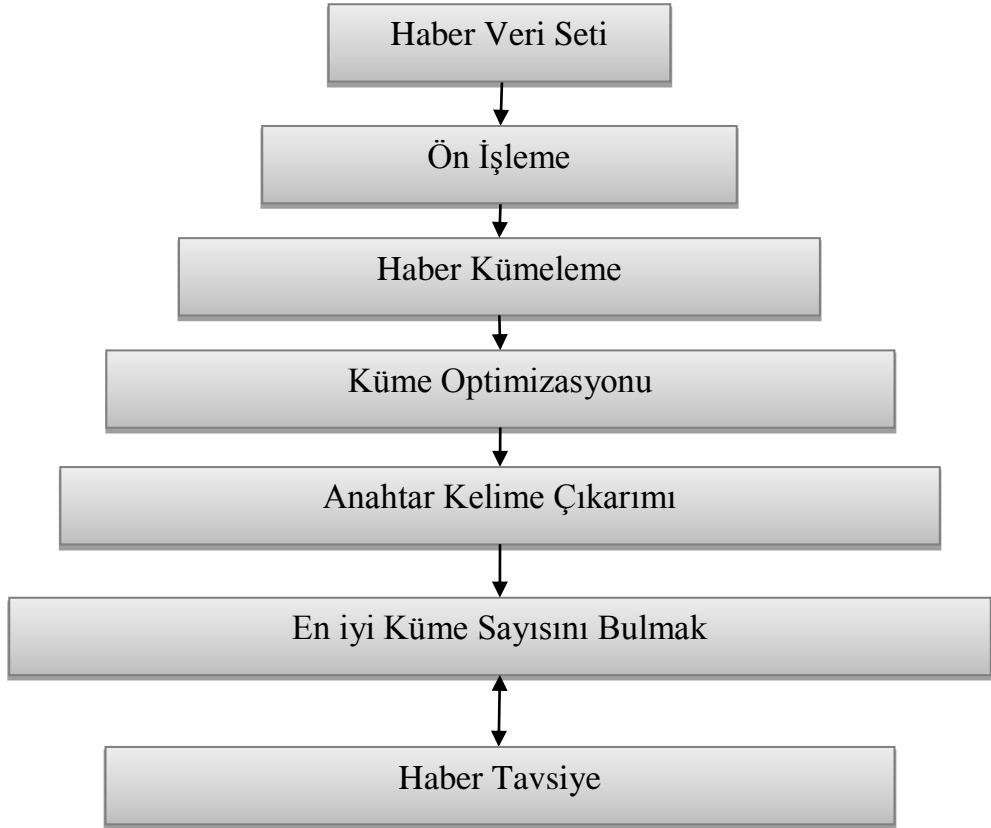 Haber Veri Seti
Ön İşleme
Haber Kümeleme
Küme Optimizasyonu
Anahtar Kelime Çıkarımı
En iyi Küme Sayısını Bulmak
Haber Tavsiye